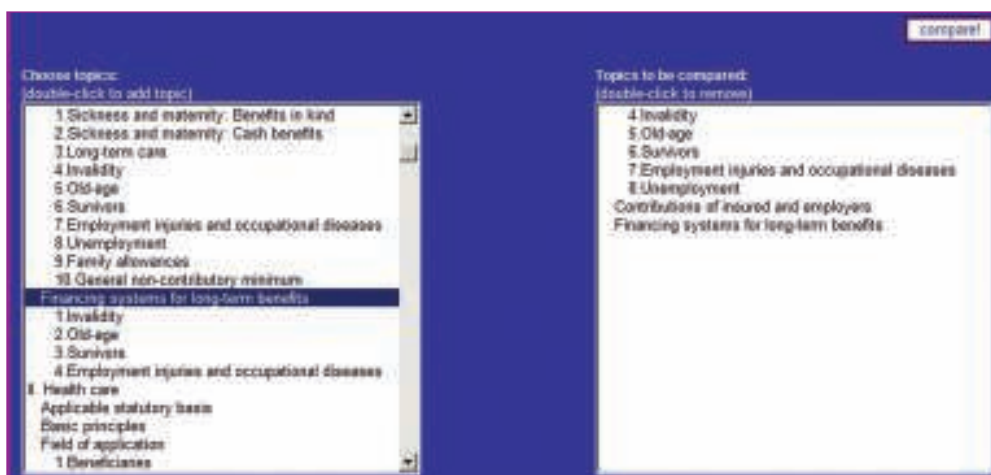 compare!
Choose topics:
(double-click to add topic)
1.Sickness and maternity: Benefits in kind
2.Sickness and maternity: Cash benefits
3.Long-term care
4.Invalidity
5.Old-age
6.Survivors
7.Employment injuries and occupational diseases
8.Unemployment
9.Family allowances
10.General non-contributory minimum
Financing systems for long-term benefits
1.Invalidity
2.Old-age
3.Survivors
4.Employment injuries and occupational diseases
II. Health care
Applicable statutory basis
Basic principles
Field of application
1.Beneficiaries
Topics to be compared:
(double-click to remove)
4.Invalidity
5.Old-age
6.Survivors
7.Employment injuries and occupational diseases
8.Unemployment
Contributions of insured and employers
Financing systems for long-term benefits